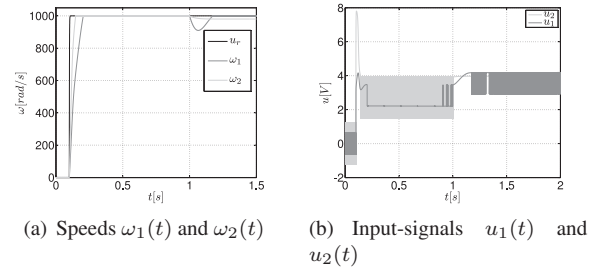 1000
800
600
400
200
0
ω[rad/s]
0 0.5 1 1.5
t[s]
u_r
ω_1
ω_2
8
6
4
2
0
-2
u[V]
0 0.5 1 1.5 2
t[s]
u_2
u_1
(a) Speeds ω_1(t) and ω_2(t)
(b) Input-signals u_1(t) and
u_2(t)